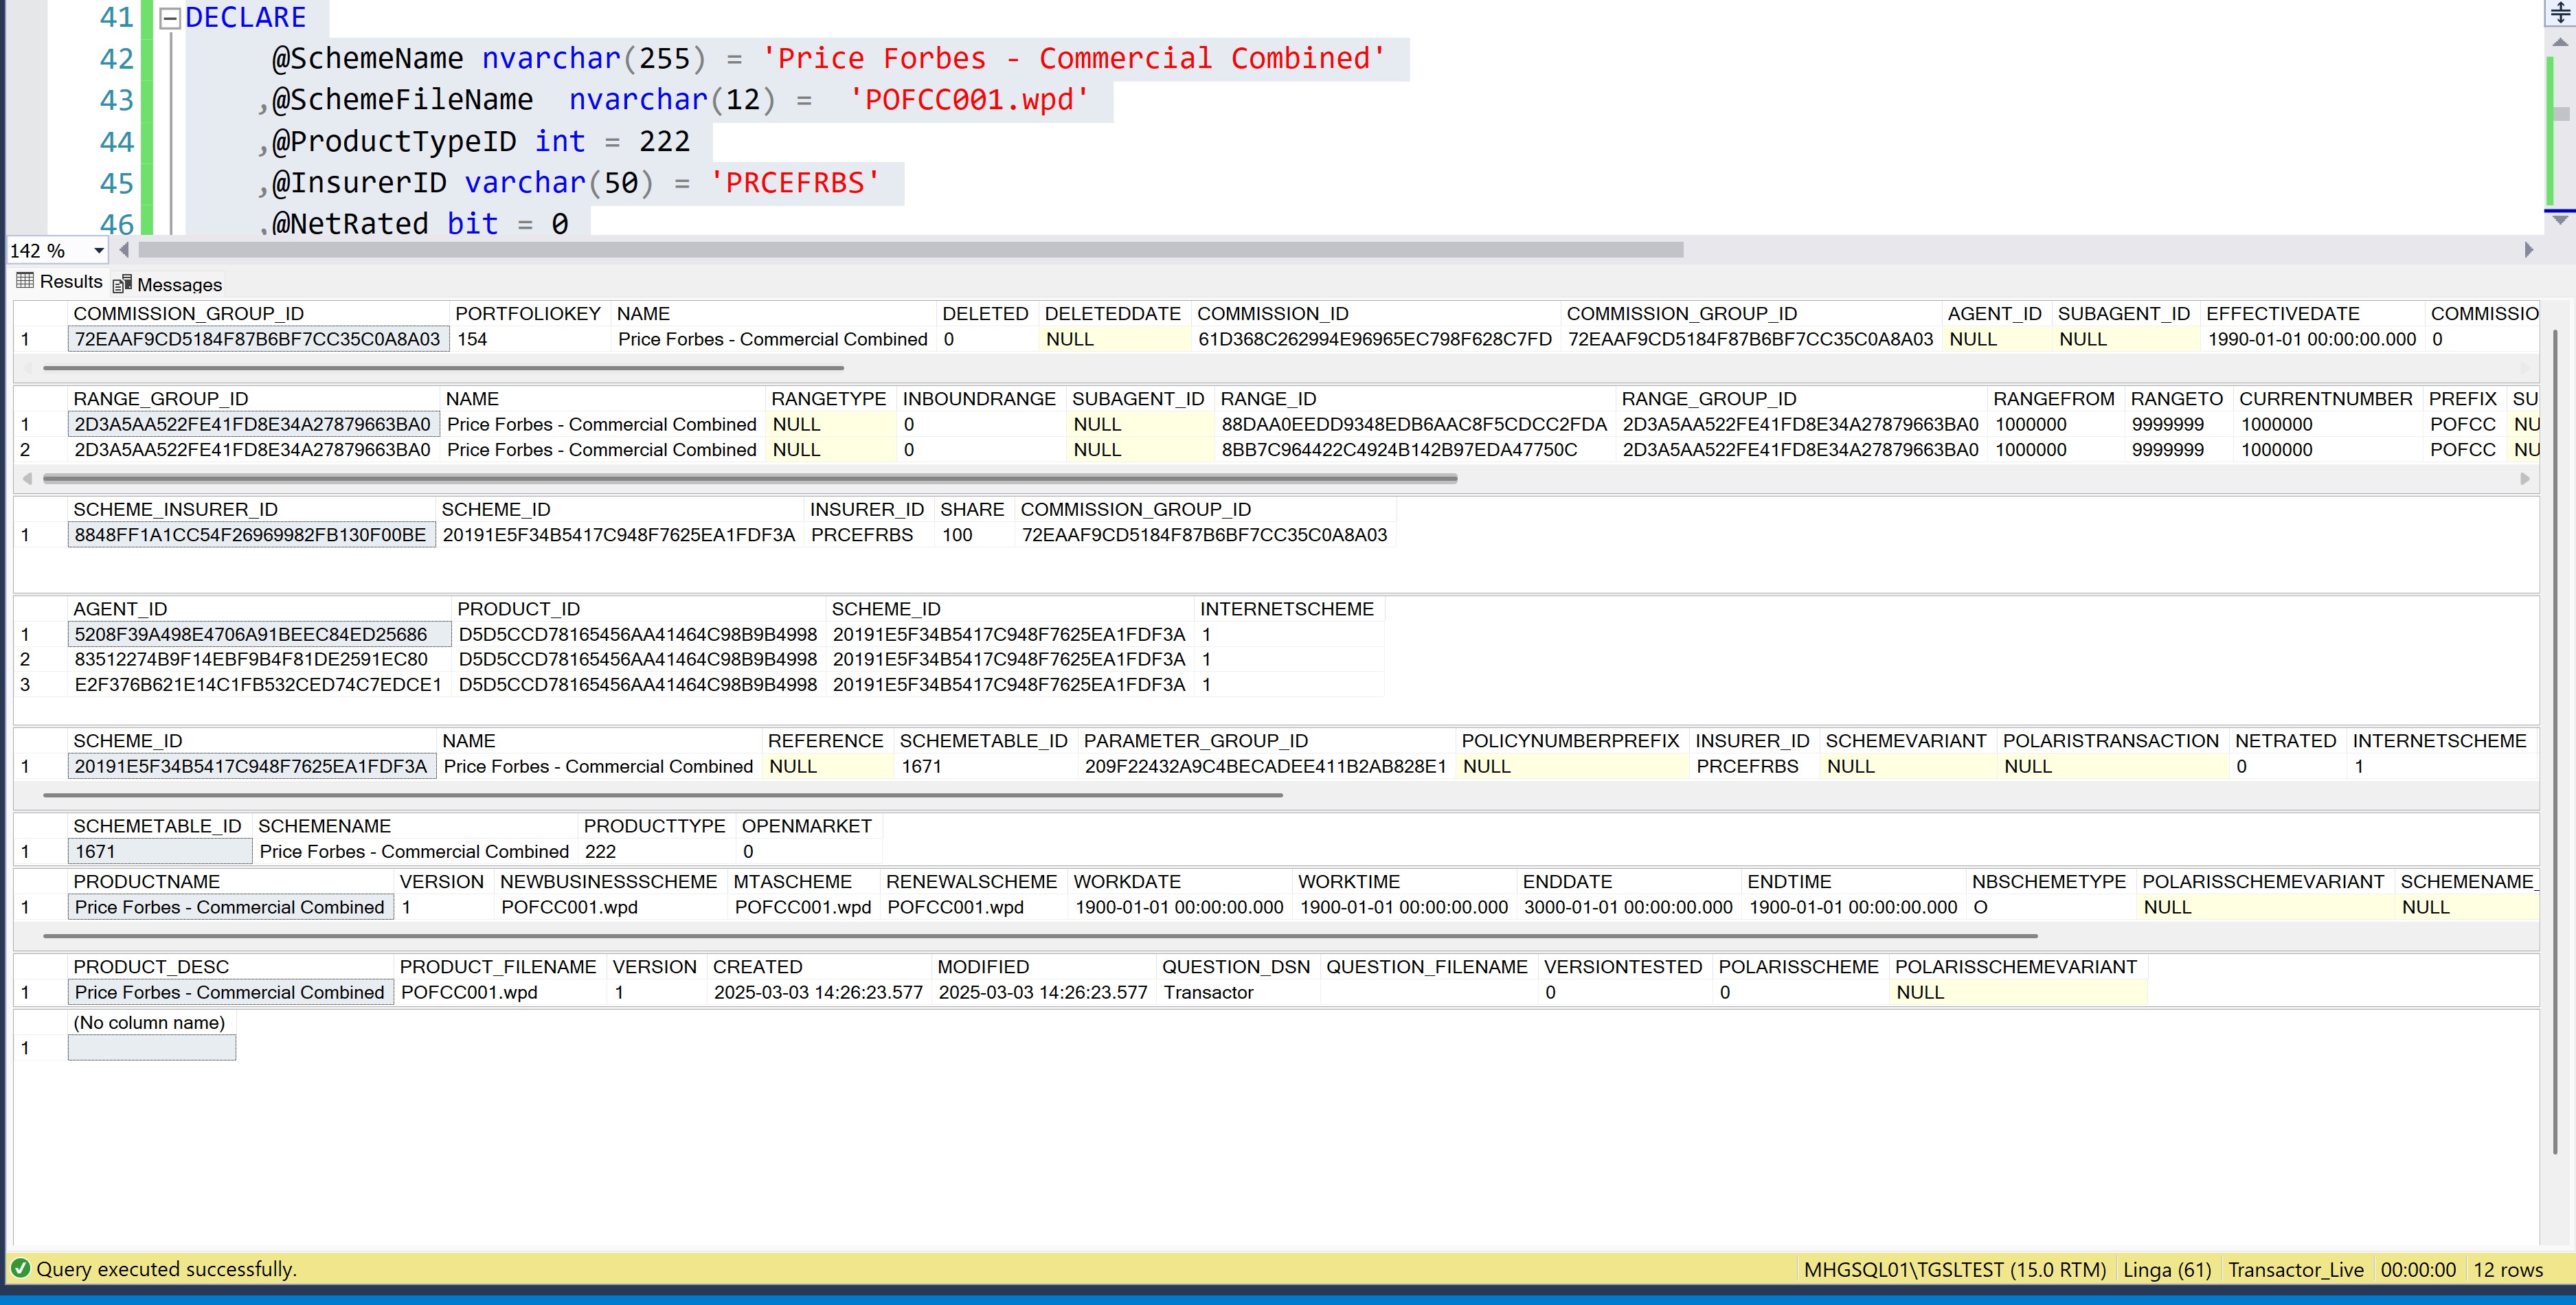 41 DECLARE
42 @SchemeName nvarchar(255) = 'Price Forbes - Commercial Combined'
43 ,@SchemeFileName nvarchar(12) = 'POFCC001.wpd'
44 ,@ProductTypeID int = 222
45 ,@InsurerID varchar(50) = 'PRCEFRBS'
46 ,@NetRated bit = 0
142 %
Results Messages
COMMISSION_GROUP_ID PORTFOLIOKEY NAME DELETED DELETEDDATE COMMISSION_ID COMMISSION_GROUP_ID AGENT_ID SUBAGENT_ID EFFECTIVEDATE COMMISSIO
1 72EAAF9CD5184F87B6BF7CC35C0A8A03 154 Price Forbes - Commercial Combined 0 NULL 61D368C262994E96965EC798F628C7FD 72EAAF9CD5184F87B6BF7CC35C0A8A03 NULL NULL 1990-01-01 00:00:00.000 0
RANGE_GROUP_ID NAME RANGETYPE INBOUNDRANGE SUBAGENT_ID RANGE_ID RANGE_GROUP_ID RANGEFROM RANGETO CURRENTNUMBER PREFIX SU
1 2D3A5AA522FE41FD8E34A27879663BA0 Price Forbes - Commercial Combined NULL 0 NULL 88DAA0EEDD9348EDB6AAC8F5CDCC2FDA 2D3A5AA522FE41FD8E34A27879663BA0 1000000 9999999 1000000 POFCC NU
2 2D3A5AA522FE41FD8E34A27879663BA0 Price Forbes - Commercial Combined NULL 0 NULL 8BB7C964422C4924B142B97EDA47750C 2D3A5AA522FE41FD8E34A27879663BA0 1000000 9999999 1000000 POFCC NU
SCHEME_INSURER_ID SCHEME_ID INSURER_ID SHARE COMMISSION_GROUP_ID
1 8848FF1A1CC54F26969982FB130F00BE 20191E5F34B5417C948F7625EA1FDF3A PRCEFRBS 100 72EAAF9CD5184F87B6BF7CC35C0A8A03
AGENT_ID PRODUCT_ID SCHEME_ID INTERNETSCHEME
1 5208F39A498E4706A91BEEC84ED25686 D5D5CCD78165456AA41464C98B9B4998 20191E5F34B5417C948F7625EA1FDF3A 1
2 83512274B9F14EBF9B4F81DE2591EC80 D5D5CCD78165456AA41464C98B9B4998 20191E5F34B5417C948F7625EA1FDF3A 1
3 E2F376B621E14C1FB532CED74C7EDCE1 D5D5CCD78165456AA41464C98B9B4998 20191E5F34B5417C948F7625EA1FDF3A 1
SCHEME_ID NAME REFERENCE SCHEMETABLE_ID PARAMETER_GROUP_ID POLICYNUMBERPREFIX INSURER_ID SCHEMEVARIANT POLARISTRANSACTION NETRATED INTERNETSCHEME
1 20191E5F34B5417C948F7625EA1FDF3A Price Forbes - Commercial Combined NULL 1671 209F22432A9C4BECADEE411B2AB828E1 NULL PRCEFRBS NULL NULL 0 1
SCHEMETABLE_ID SCHEMENAME PRODUCTTYPE OPENMARKET
1 1671 Price Forbes - Commercial Combined 222 0
PRODUCTNAME VERSION NEWBUSINESSSCHEME MTASCHEME RENEWALSCHEME WORKDATE WORKTIME ENDDATE ENDTIME NBSCHEMETYPE POLARISSCHEMEVARIANT SCHEMENAME_
1 Price Forbes - Commercial Combined 1 POFCC001.wpd POFCC001.wpd POFCC001.wpd 1900-01-01 00:00:00.000 1900-01-01 00:00:00.000 3000-01-01 00:00:00.000 1900-01-01 00:00:00.000 O NULL NULL
PRODUCT_DESC PRODUCT_FILENAME VERSION CREATED MODIFIED QUESTION_DSN QUESTION_FILENAME VERSIONTESTED POLARISSCHEME POLARISSCHEMEVARIANT
1 Price Forbes - Commercial Combined POFCC001.wpd 1 2025-03-03 14:26:23.577 2025-03-03 14:26:23.577 Transactor 0 0 NULL
(No column name)
1
Query executed successfully. MHGSQL01\TGSLTEST (15.0 RTM) Linga (61) Transactor_Live 00:00:00 12 rows